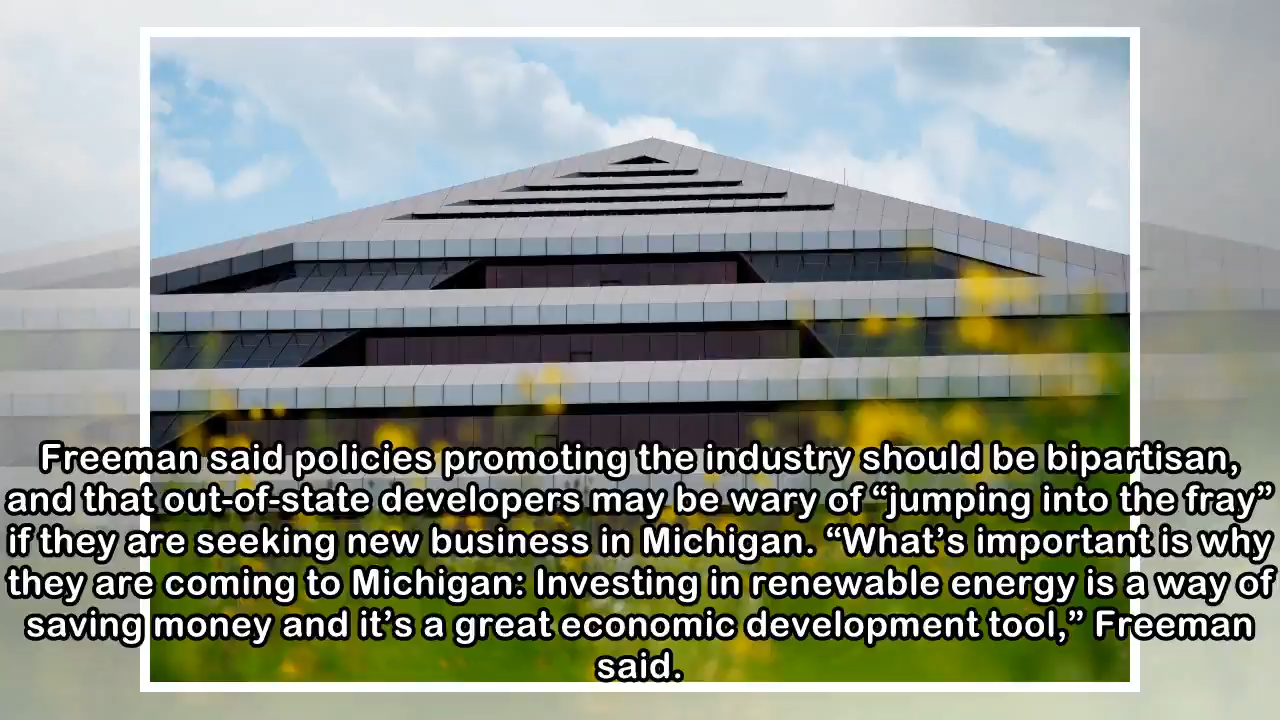 Freeman said policies promoting the industry should be bipartisan,
and that out-of-state developers may be wary of “jumping into the fray”
if they are seeking new business in Michigan. “What’s important is why
they are coming to Michigan: Investing in renewable energy is a way of
saving money and it’s a great economic development tool,” Freeman
said.